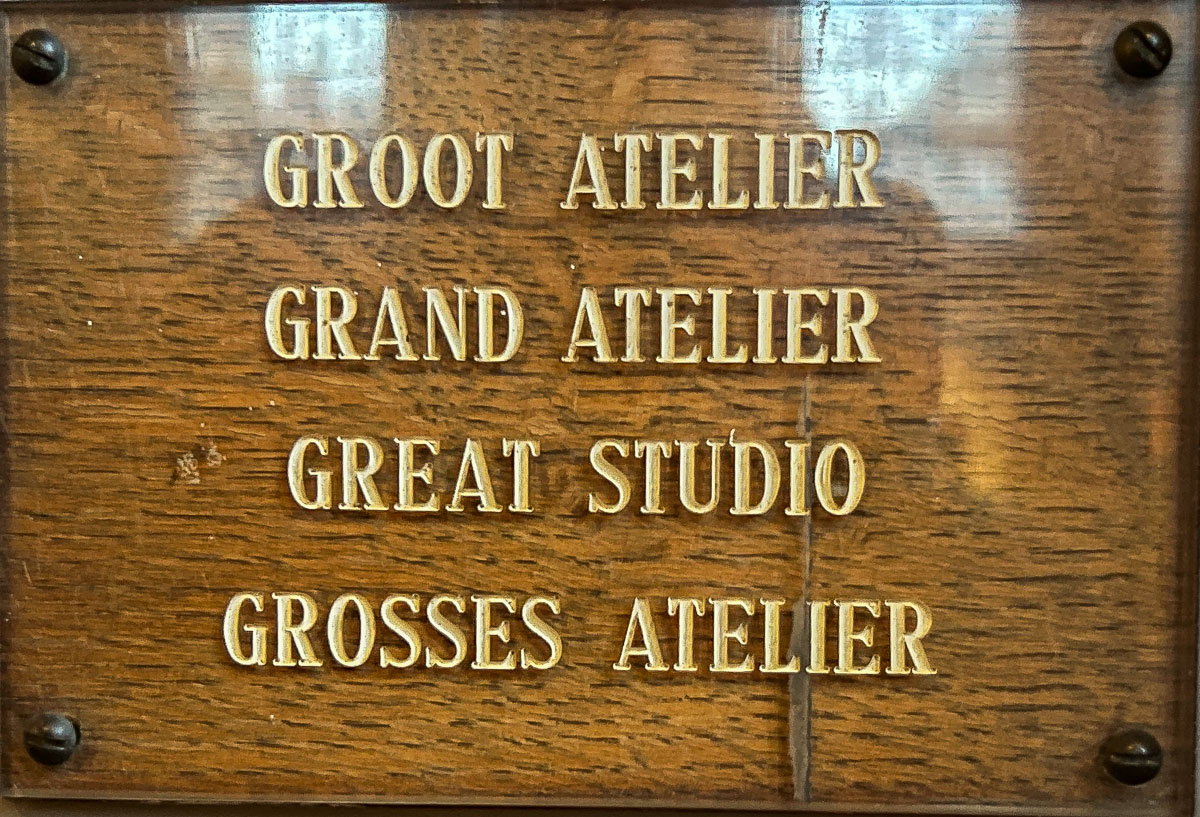 GROOT ATELIER
GRAND ATELIER
GREAT STUDIO
GROSSES ATELIER